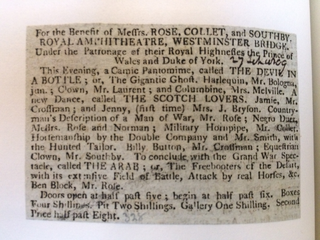 For the Benefit of Messrs. ROSE, COLLET, and SOUTHBY.
ROYAL AMPHITHEATRE, WESTMINSTER BRIDGE.
Under the Patronage of their Royal Highnesses the Prince of
Wales and Duke of York.
This Evening, a Comic Pantomime, called THE DEVIL IN
A BOTTLE; or, The Gigantic Ghost. Harlequin, Mr. Bologna,
jun.; Clown, Mr. Laurent; and Columbine, Mrs. Melville. A
new Dance, called THE SCOTCH LOVERS. Jamie, Mr.
Crossman; and Jenny, (first time) Mrs. J. Bryson. Country-
man's Description of a Man of War, Mr. Rose; Negro Duet,
Messrs. Rose and Norman; Military Hornpipe, Mr. Collet.
Horsemanship by the Double Company and Mr. Smith, with
the Hunted Tailor. Billy Button, Mr. Crossman; Equestrian
Clown, Mr. Southby. To conclude with the Grand War Spec-
tacle, called THE ARAB; or, The Freebooters of the Desert,
with its extensive Field of Battle, Attack by real Horses, &c.
Ben Block, Mr. Rose.
Doors open at half past five; begin at half past six. Boxes
Four Shillings. Pit Two Shillings. Gallery One Shilling. Second
Price half past Eight.